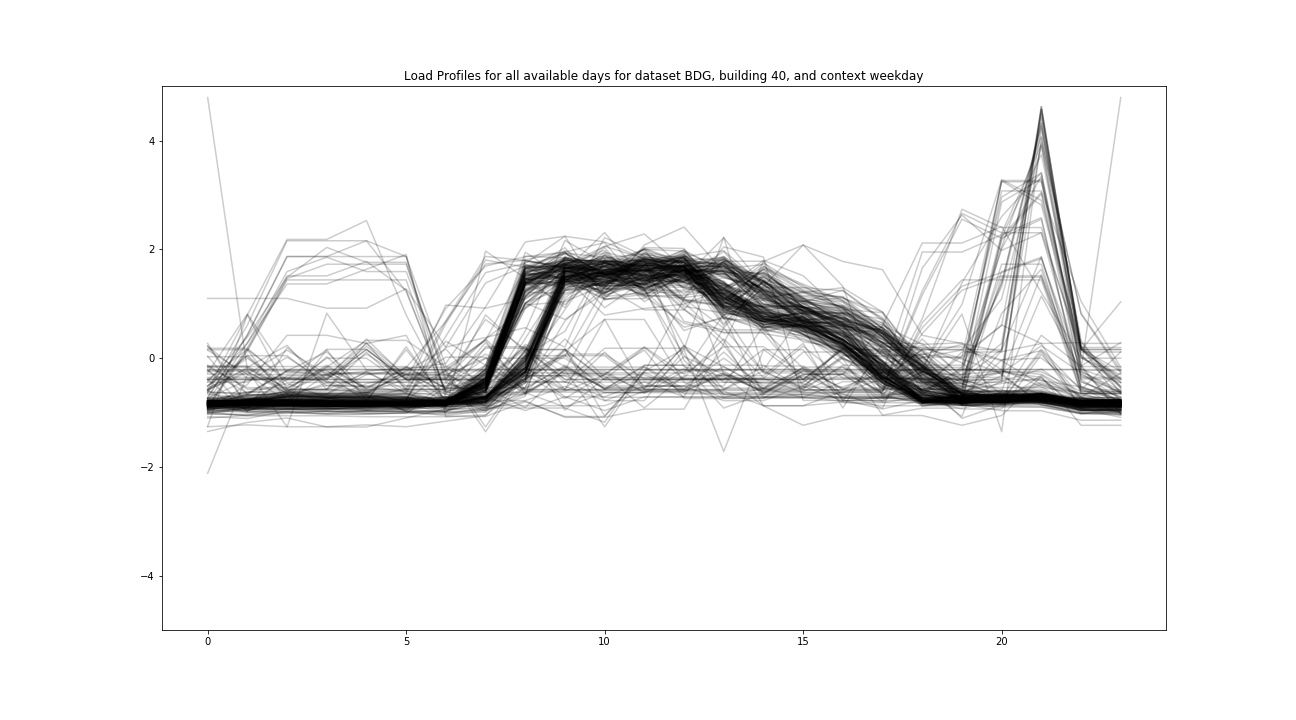 Load Profiles for all available days for dataset BDG, building 40, and context weekday
4
2
0
−2
−4
0 5 10 15 20